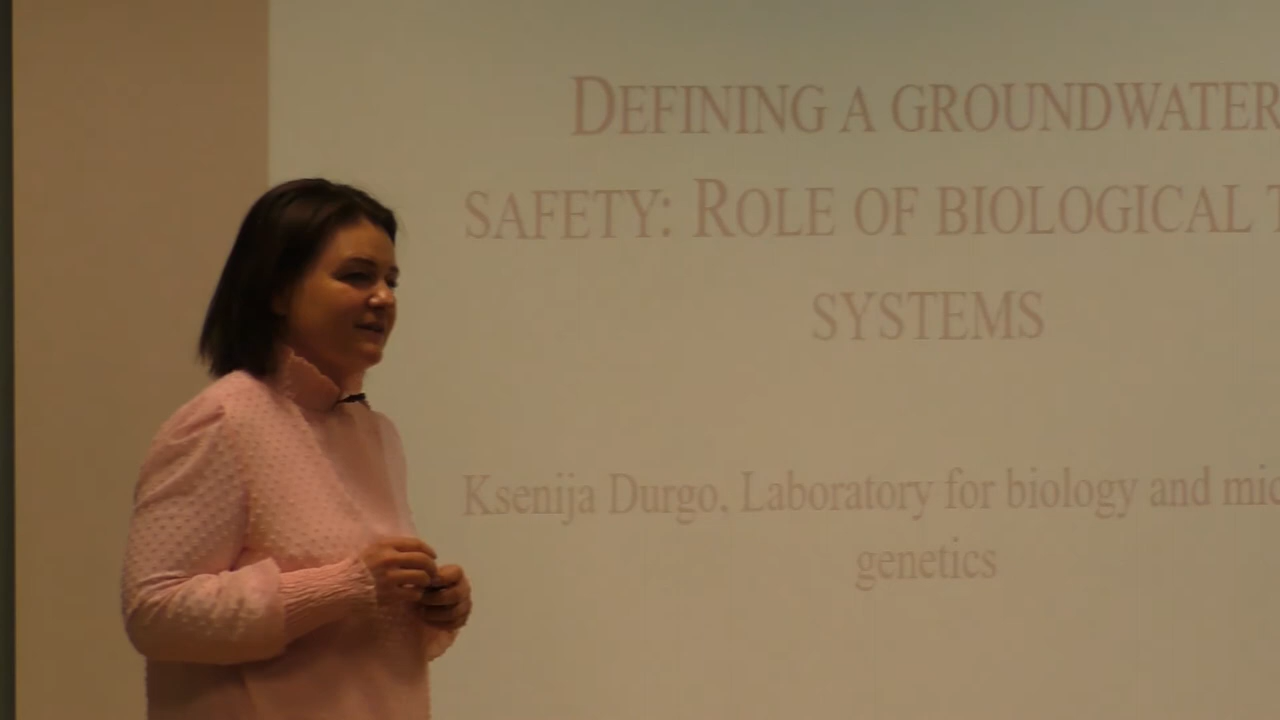 DEFINING A GROUNDWATER
SAFETY: ROLE OF BIOLOGICAL
SYSTEMS
Ksenija Durgo, Laboratory for biology and
genetics